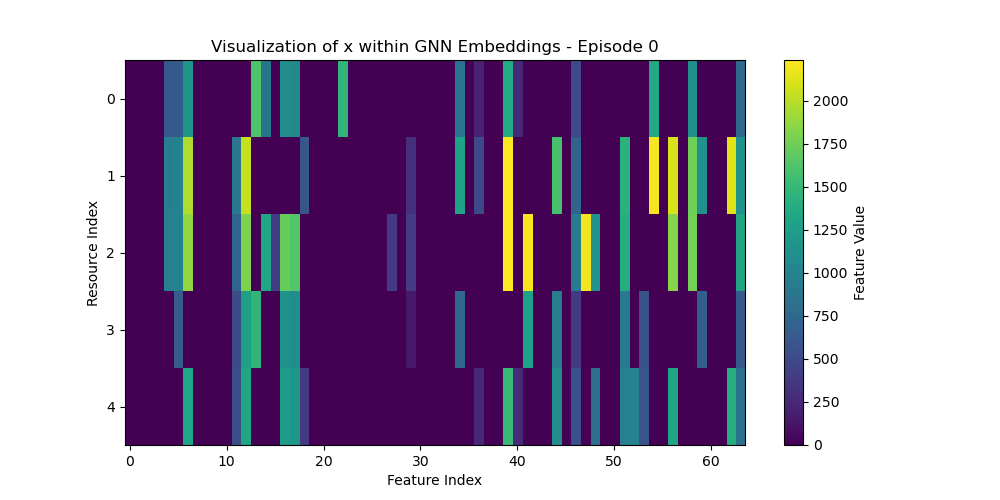 Visualization of x within GNN Embeddings - Episode 0
Resource Index
0
1
2
3
4
0 10 20 30 40 50 60
Feature Index
2000
1750
1500
1250
1000
750
500
250
0
Feature Value